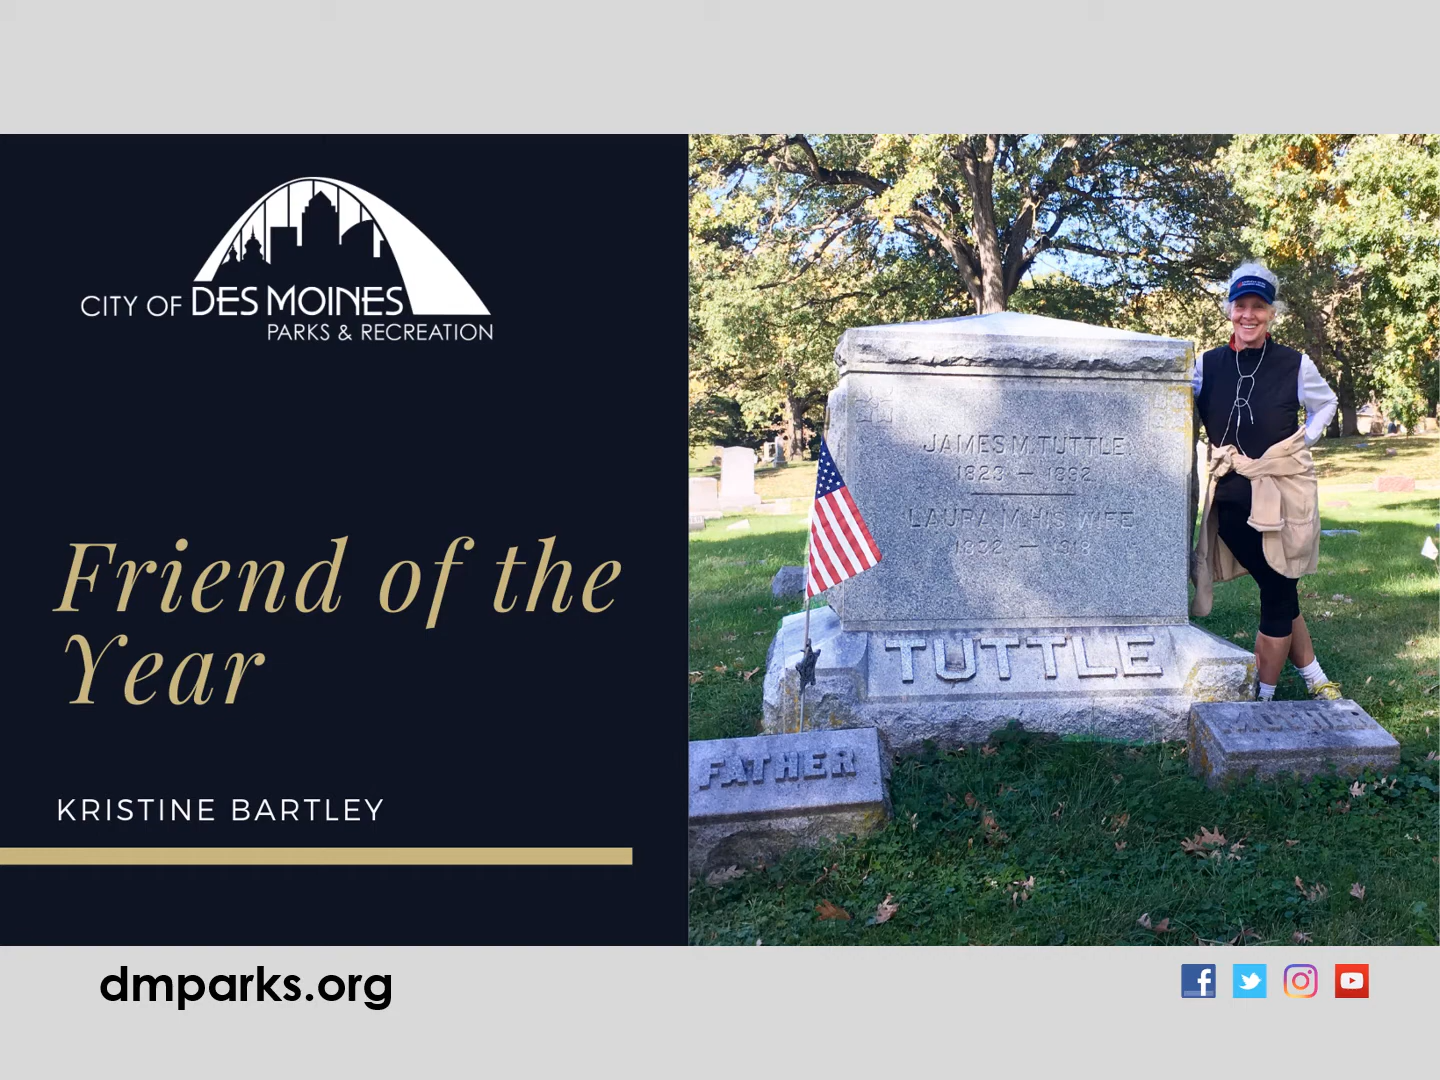 CITY OF DES MOINES
PARKS & RECREATION
Friend of the
Year
KRISTINE BARTLEY
JAMES M. TUTTLE.
1823 — 1892
LAURA M. HIS WIFE
1832 — 1918
TUTTLE
FATHER
MOTHER
dmparks.org